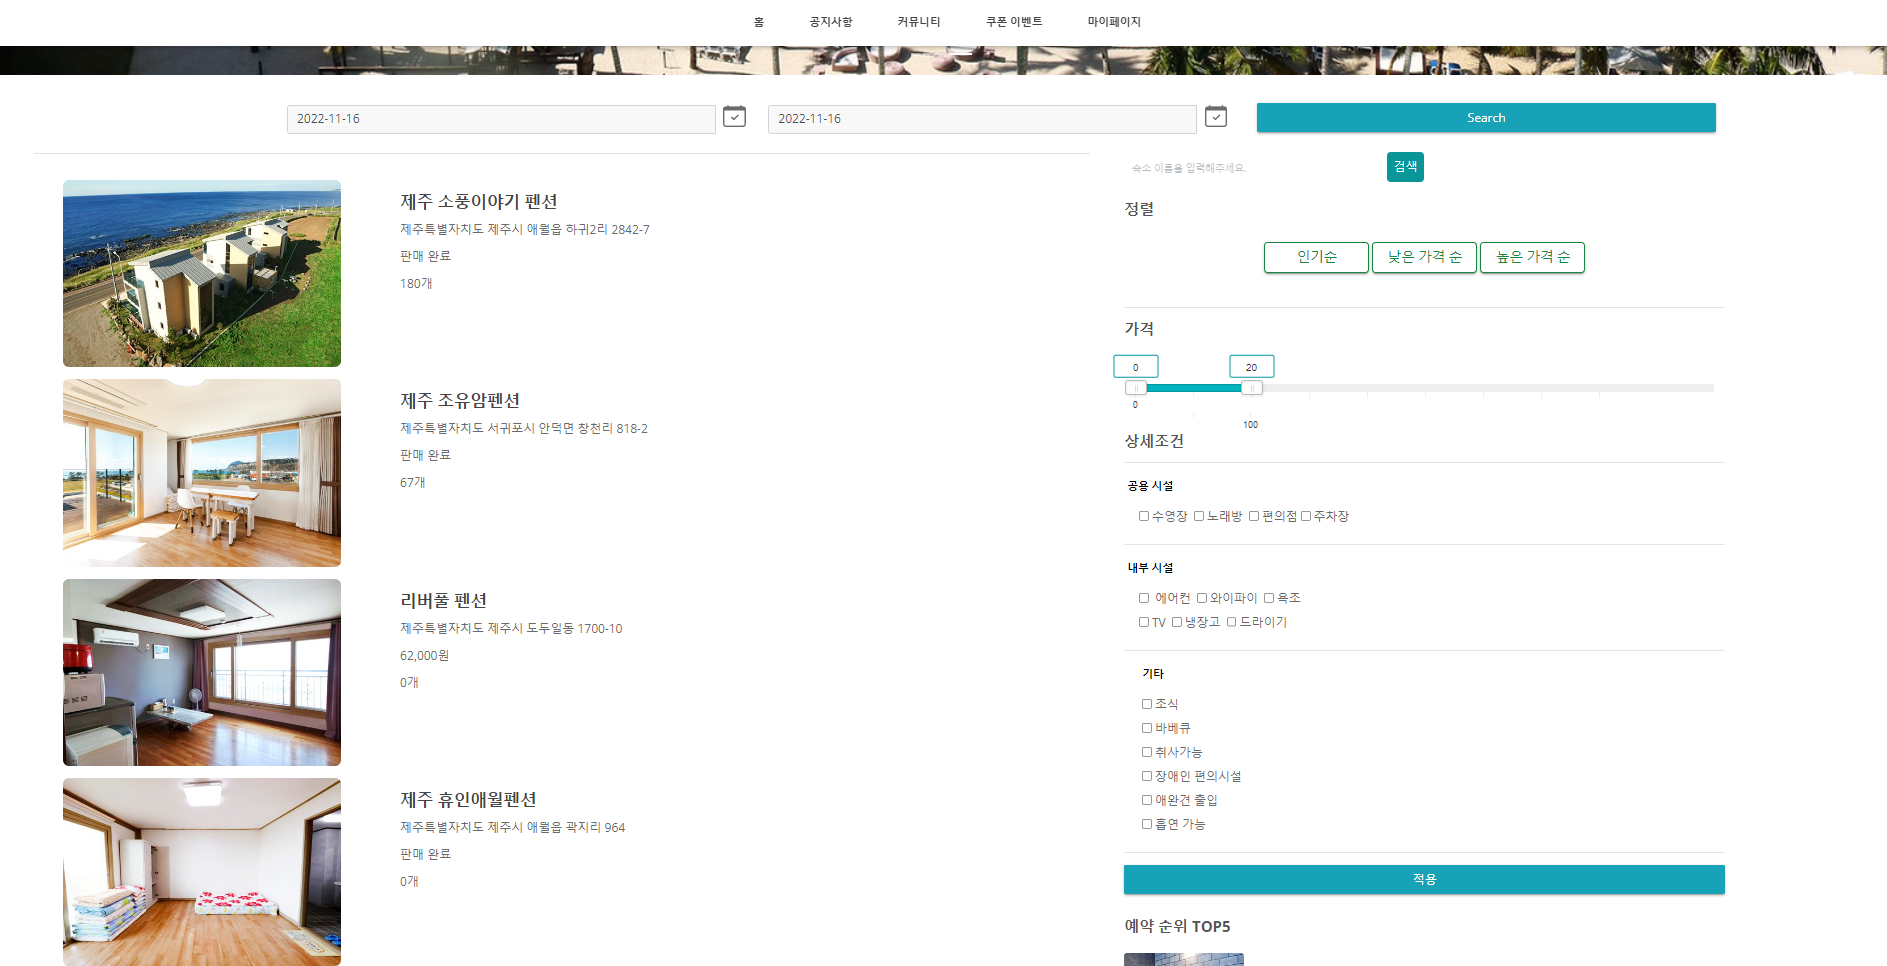 홈 공지사항 커뮤니티 쿠폰 이벤트 마이페이지
2022-11-16 2022-11-16 Search
제주 소풍이야기 펜션
제주특별자치도 제주시 애월읍 하귀2리 2842-7
판매 완료
180개
제주 조유암펜션
제주특별자치도 서귀포시 안덕면 창천리 818-2
판매 완료
67개
리버풀 펜션
제주특별자치도 제주시 도두일동 1700-10
62,000원
0개
제주 휴인애월펜션
제주특별자치도 제주시 애월읍 곽지리 964
판매 완료
0개
숙소 이름을 입력해주세요. 검색
정렬
인기순 낮은 가격 순 높은 가격 순
가격
0 20
0
100
상세조건
공용 시설
수영장 노래방 편의점 주차장
내부 시설
에어컨 와이파이 욕조
TV 냉장고 드라이기
기타
조식
바베큐
취사가능
장애인 편의시설
애완견 출입
흡연 가능
적용
예약 순위 TOP5